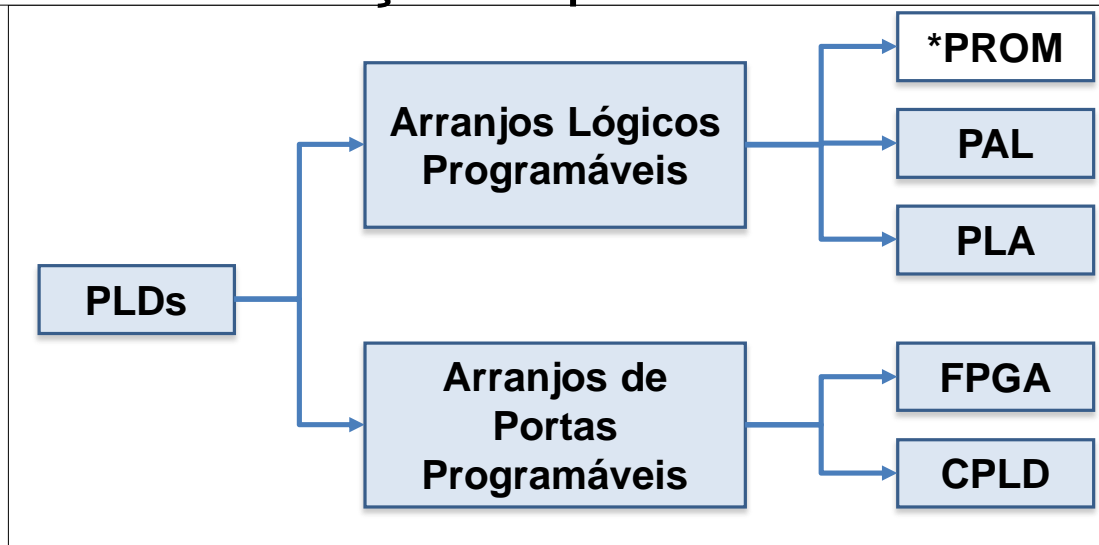 *PROM
Arranjos Lógicos
Programáveis
PAL
PLA
PLDs
Arranjos de
Portas
Programáveis
FPGA
CPLD